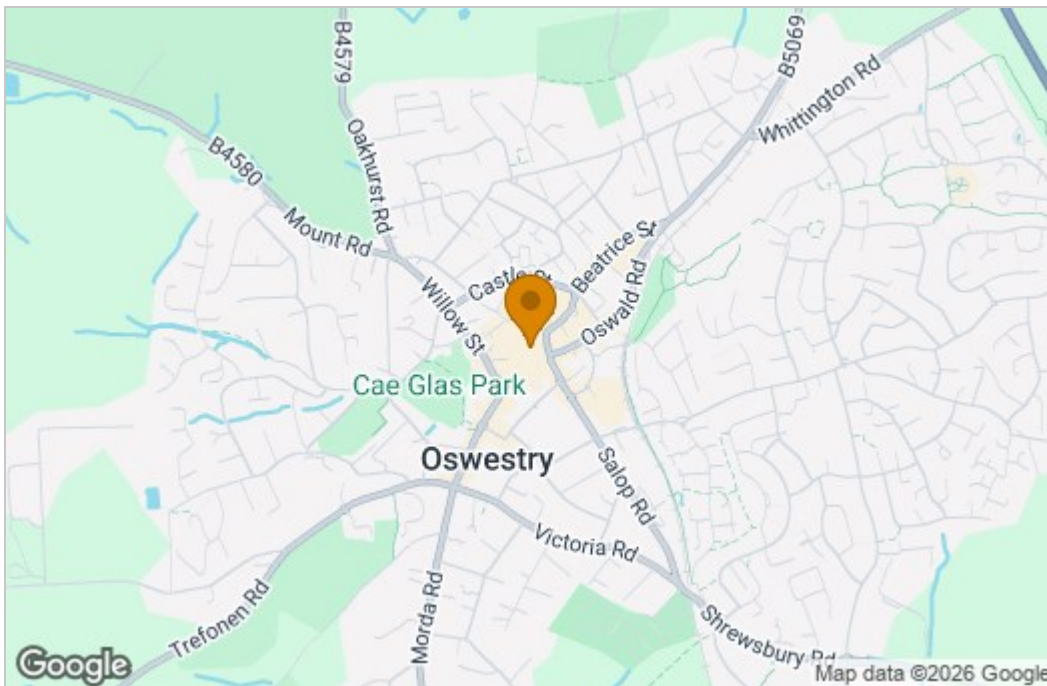 B4579
B5069
Whittington Rd
Oakhurst Rd
B4580
Mount Rd
Beatrice St
Castle St
Oswald Rd
Willow St
Cae Glas Park
Oswestry
Salop Rd
Victoria Rd
Trefonen Rd
Morda Rd
Shrewsbury Rd
Google
Map data ©2026 Google